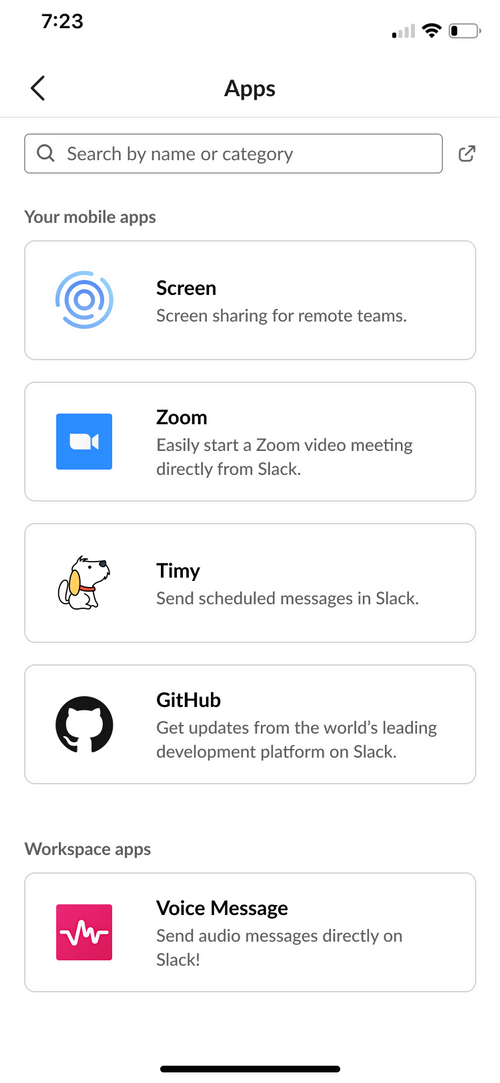 7:23
Apps
Search by name or category
Your mobile apps
Screen
Screen sharing for remote teams.
Zoom
Easily start a Zoom video meeting
directly from Slack.
Timy
Send scheduled messages in Slack.
GitHub
Get updates from the world’s leading
development platform on Slack.
Workspace apps
Voice Message
Send audio messages directly on
Slack!